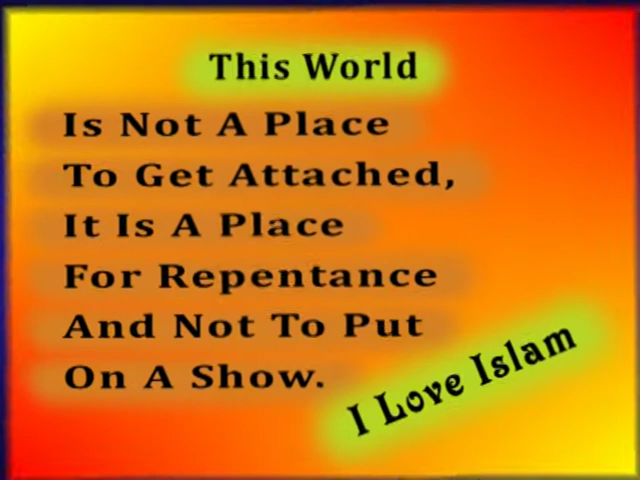 This World
Is Not A Place
To Get Attached,
It Is A Place
For Repentance
And Not To Put
On A Show.
I Love Islam